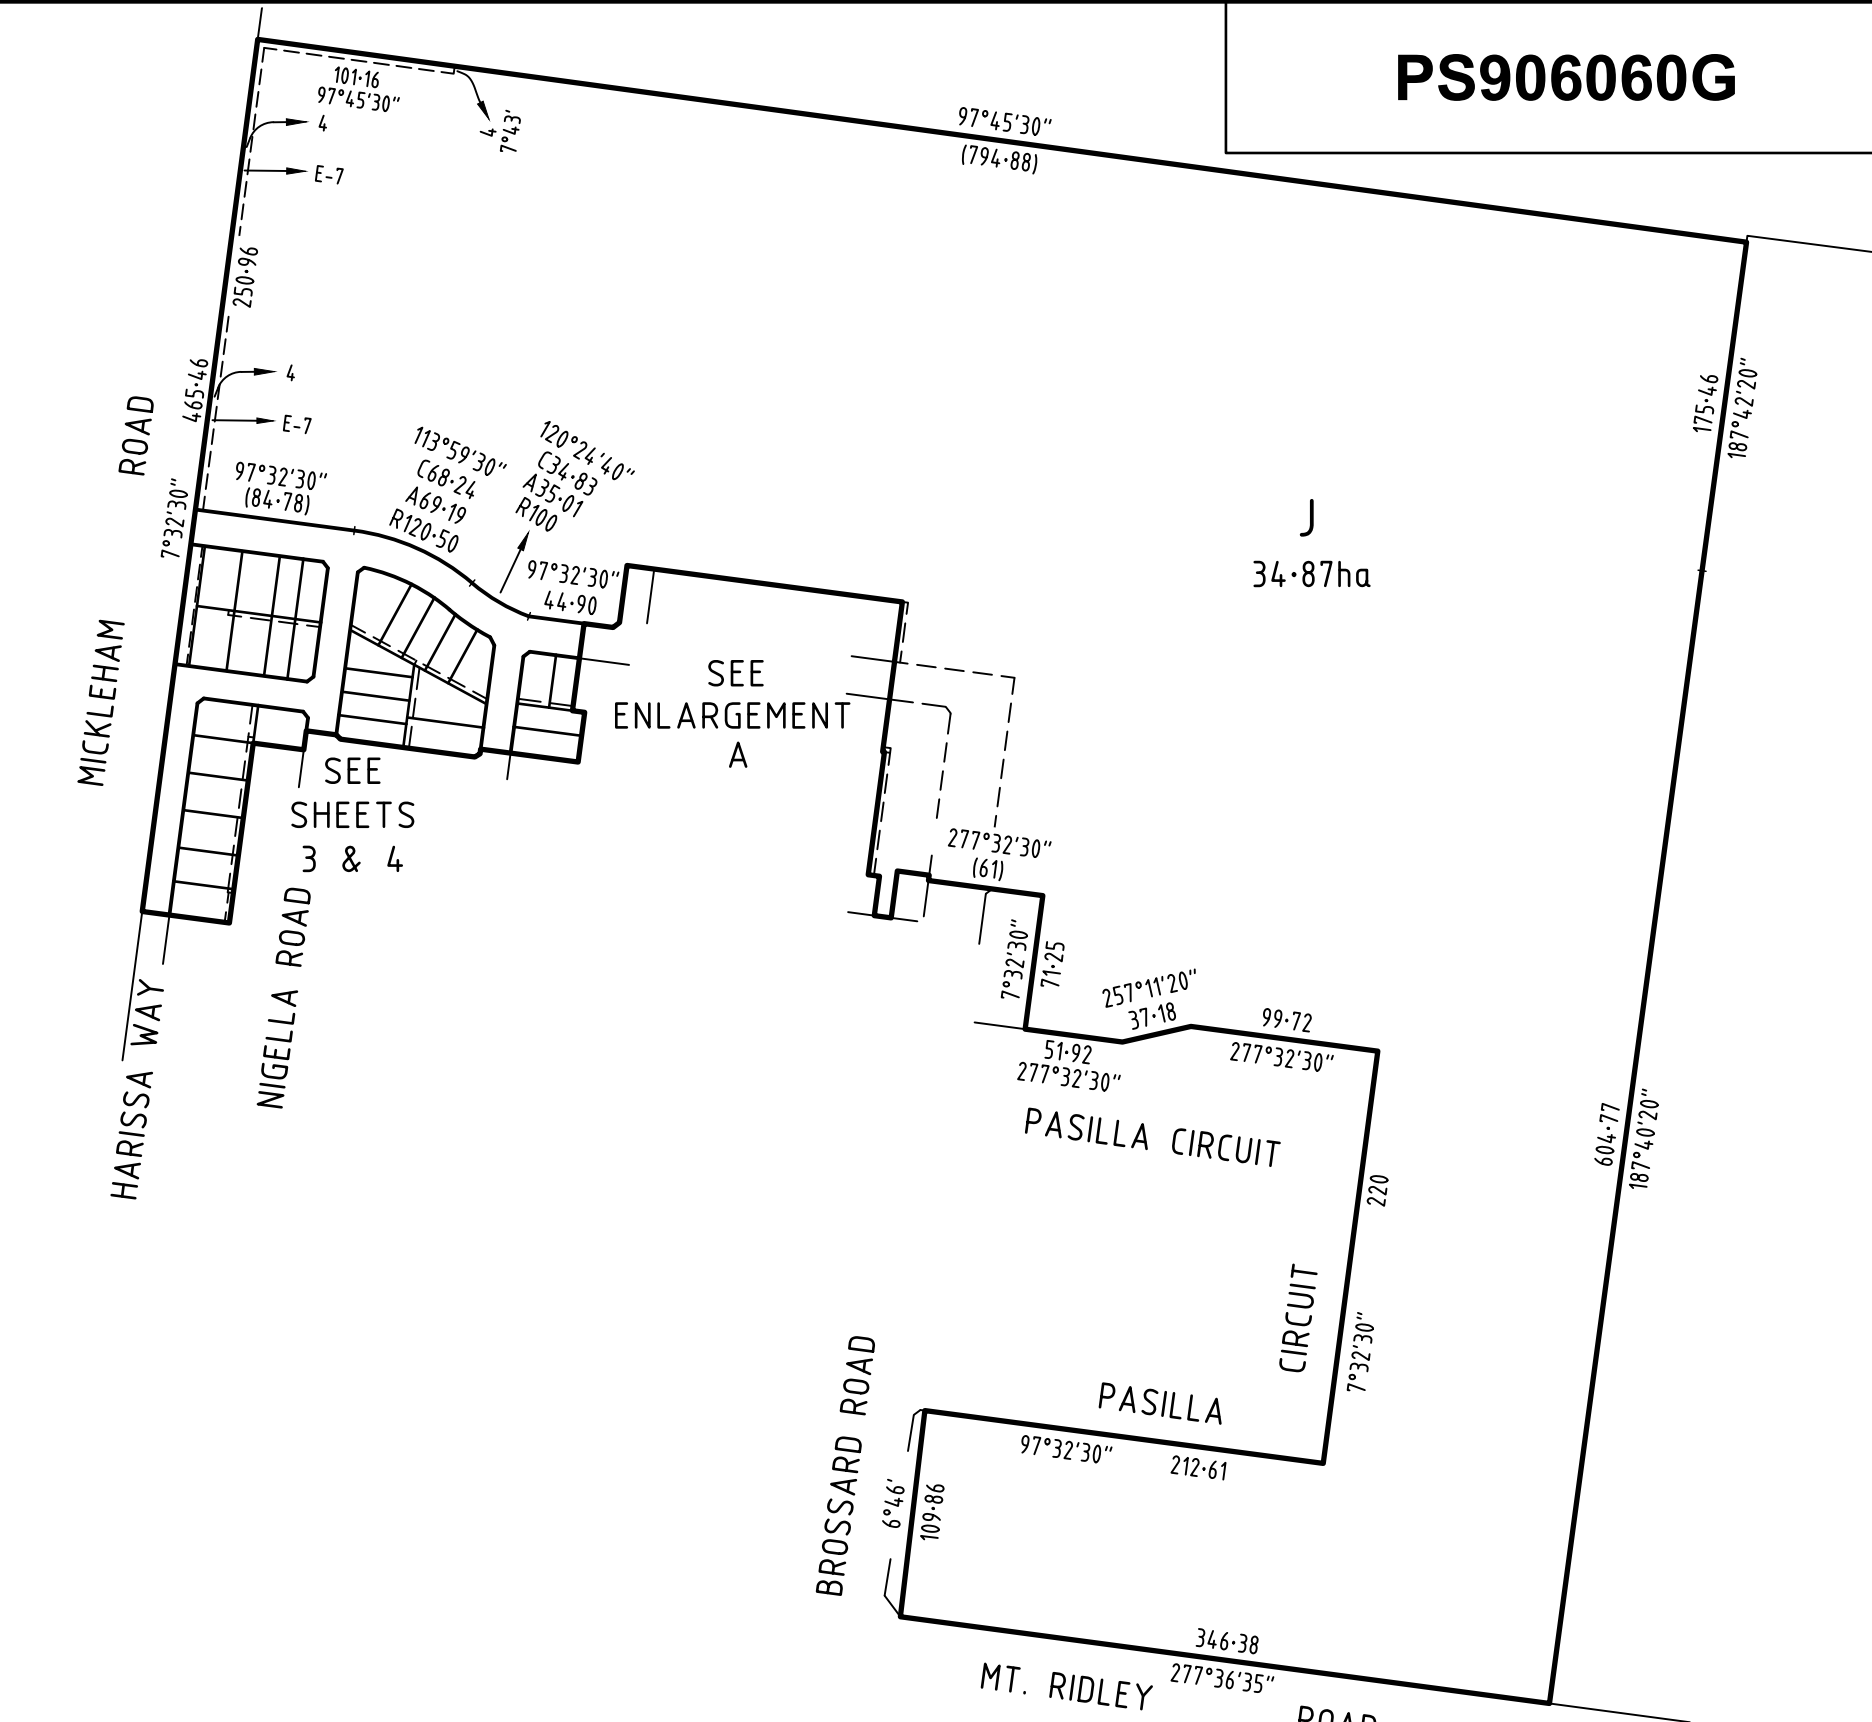 PS906060G
101·16
97°45'30"
4
4
7°43'
E-7
97°45'30"
(794·88)
250·96
465·46
4
E-7
ROAD
97°32'30"
(84·78)
7°32'30"
113°59'30"
C68·24
A69·19
R120·50
120°24'40"
C34·83
A35·01
R100
97°32'30"
44·90
175·46
187°42'20"
J
34·87ha
MICKLEHAM
SEE
ENLARGEMENT
A
SEE
SHEETS
3 & 4
277°32'30"
(61)
7°32'30"
71·25
257°11'20"
37·18
99·72
277°32'30"
51·92
277°32'30"
HARISSA WAY
NIGELLA ROAD
PASILLA CIRCUIT
604·77
187°40'20"
220
CIRCUIT
7°32'30"
BROSSARD ROAD
PASILLA
97°32'30"
212·61
6°46'
109·86
346·38
277°36'35"
MT. RIDLEY
ROAD